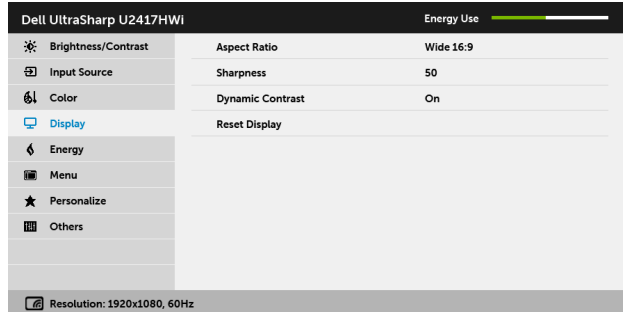 Dell UltraSharp U2417HWi Energy Use
Brightness/Contrast Aspect Ratio Wide 16:9
Input Source Sharpness 50
Color Dynamic Contrast On
Display Reset Display
Energy
Menu
Personalize
Others
Resolution: 1920x1080, 60Hz